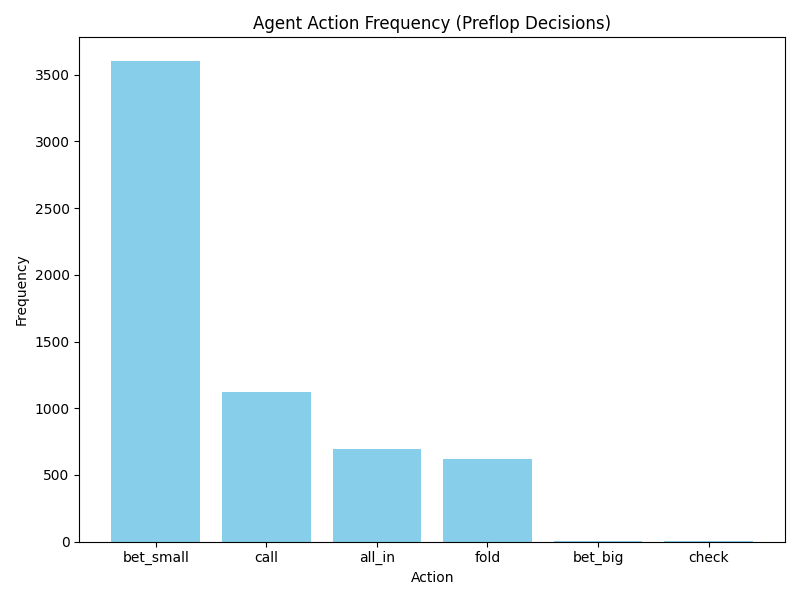 Agent Action Frequency (Preflop Decisions)
3500
3000
2500
2000
1500
1000
500
0
Frequency
bet_small call all_in fold bet_big check
Action